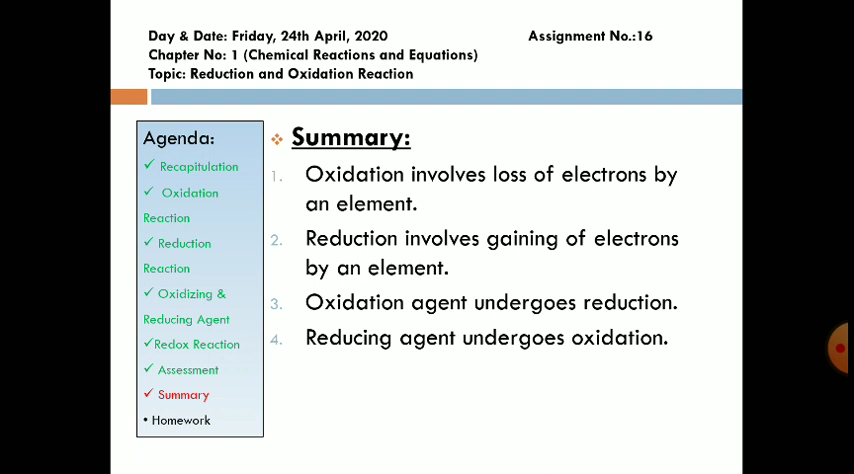 Day & Date: Friday, 24th April, 2020 Assignment No.:16
Chapter No: 1 (Chemical Reactions and Equations)
Topic: Reduction and Oxidation Reaction
Agenda:
✓ Recapitulation
✓ Oxidation
Reaction
✓ Reduction
Reaction
✓ Oxidizing &
Reducing Agent
✓Redox Reaction
✓ Assessment
✓ Summary
• Homework
❖ Summary:
1. Oxidation involves loss of electrons by
an element.
2. Reduction involves gaining of electrons
by an element.
3. Oxidation agent undergoes reduction.
4. Reducing agent undergoes oxidation.